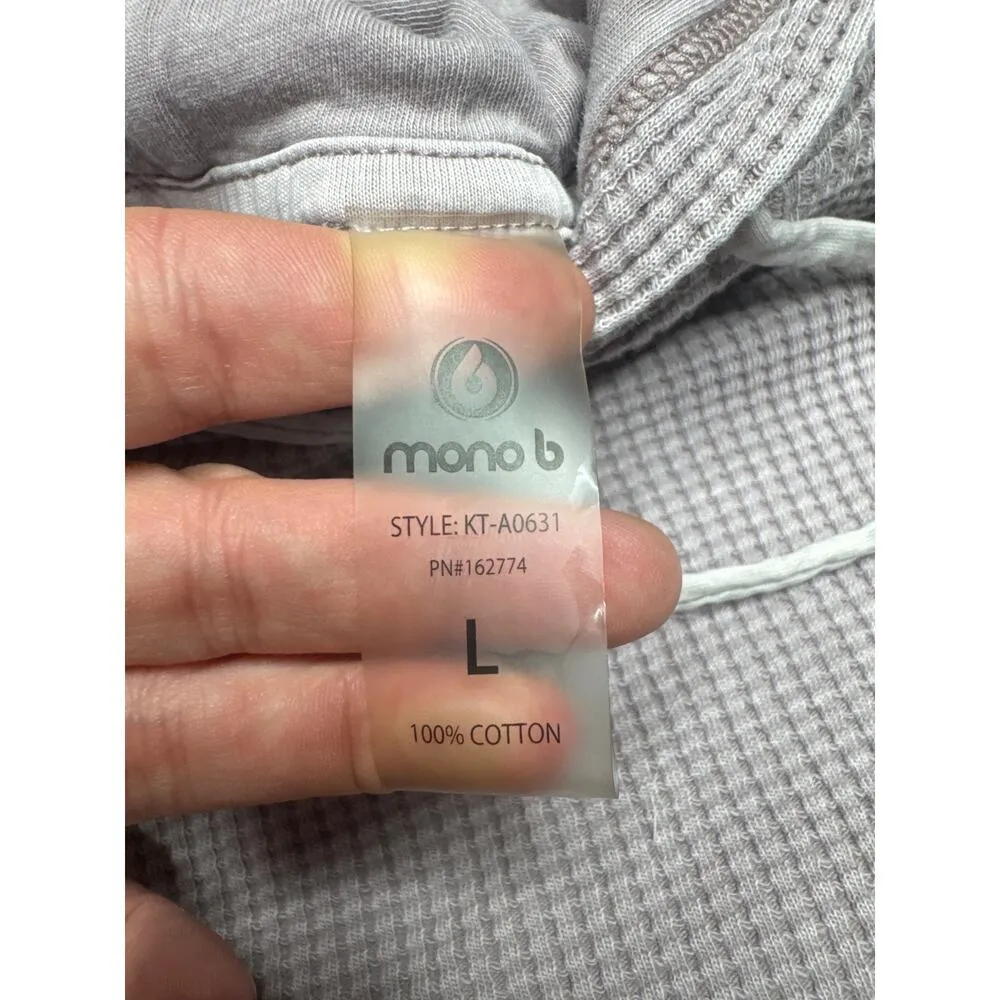 mono b
STYLE: KT-A0631
PN#162774
L
100% COTTON